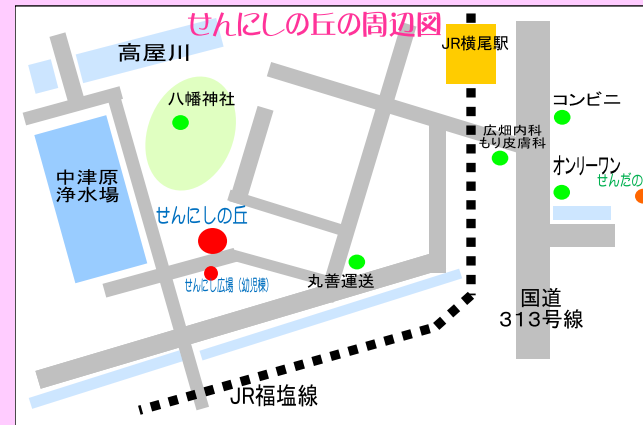 せんにしの丘の周辺図
高屋川
JR横尾駅
八幡神社
コンビニ
広畑内科
もり皮膚科
オンリーワン
せんだの
中津原
浄水場
せんにしの丘
せんにし広場（幼児棟）
丸善運送
国道
313号線
JR福塩線